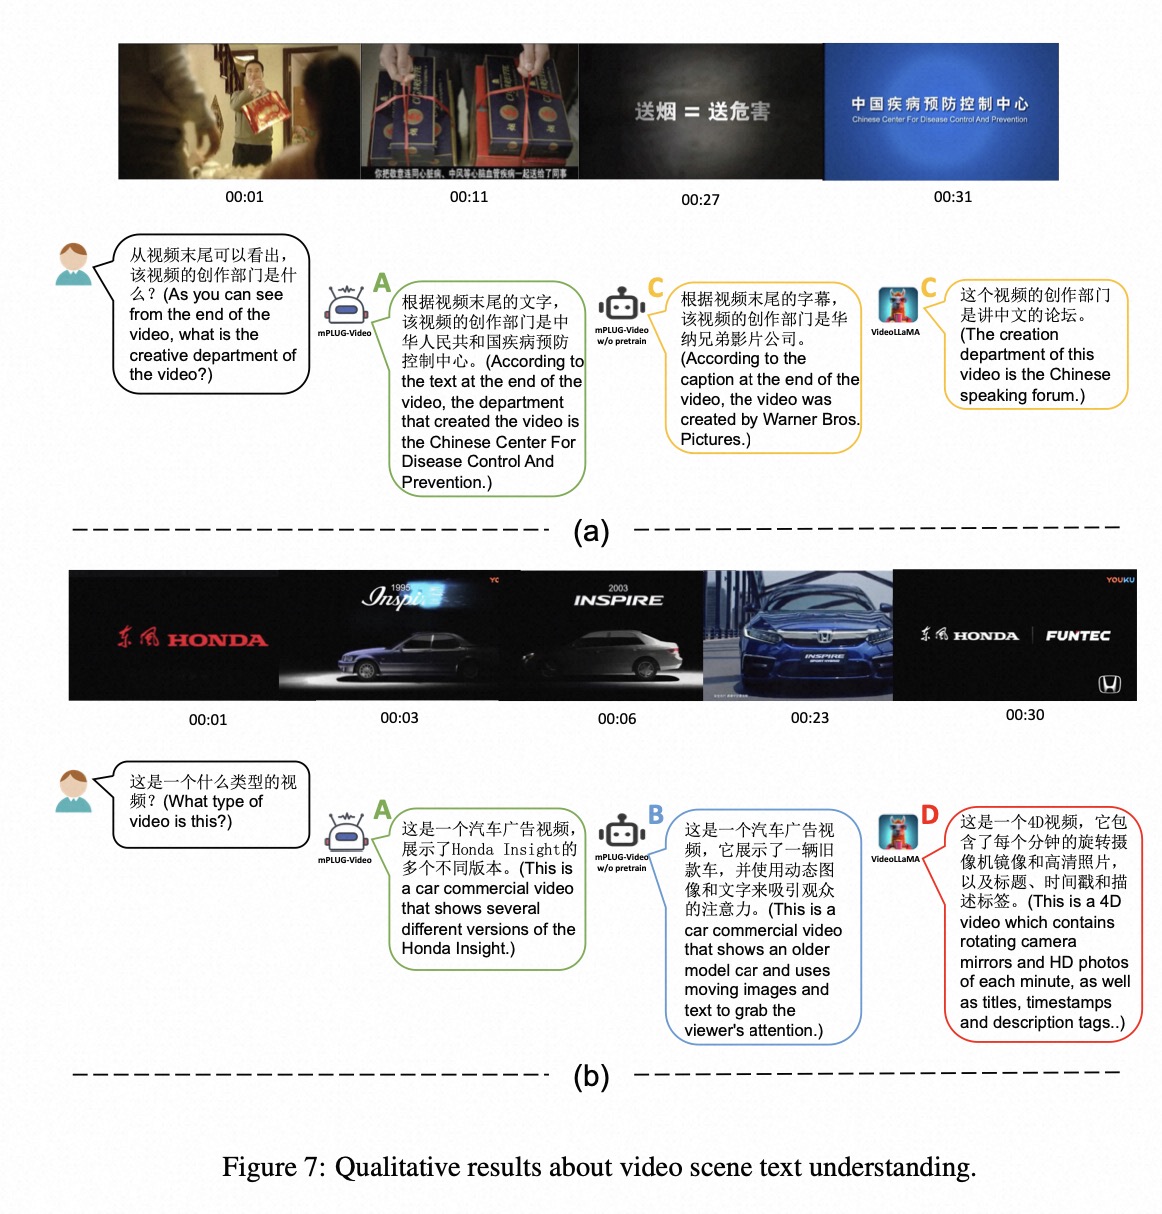 送烟 = 送危害
中国疾病预防控制中心
Chinese Center For Disease Control And Prevention
CIGARETTE
CIGARETTE
你把敬意连同心脏病、中风等心脑血管疾病一起送给了同事
00:01
00:11
00:27
00:31
从视频末尾可以看出，
该视频的创作部门是什
么？(As you can see
from the end of the
video, what is the
creative department of
the video?)
mPLUG-Video
A
根据视频末尾的文字，
该视频的创作部门是中
华人民共和国疾病预防
控制中心。(According to
the text at the end of the
video, the department
that created the video is
the Chinese Center For
Disease Control And
Prevention.)
mPLUG-Video
w/o pretrain
C
根据视频末尾的字幕，
该视频的创作部门是华
纳兄弟影片公司。
(According to the
caption at the end of the
video, the video was
created by Warner Bros.
Pictures.)
VideoLLaMA
C
这个视频的创作部门
是讲中文的论坛。
(The creation
department of this
video is the Chinese
speaking forum.)
(a)
东风 HONDA
1995
Inspi
YC
2003
INSPIRE
INSPIRE
YOUKU
东风 HONDA
FUNTEC
00:01
00:03
00:06
00:23
00:30
这是一个什么类型的视
频？(What type of
video is this?)
mPLUG-Video
A
这是一个汽车广告视频，
展示了Honda Insight的
多个不同版本。(This is
a car commercial video
that shows several
different versions of the
Honda Insight.)
mPLUG-Video
w/o pretrain
B
这是一个汽车广告视
频，它展示了一辆旧
款车，并使用动态图
像和文字来吸引观众
的注意力。(This is a
car commercial video
that shows an older
model car and uses
moving images and
text to grab the
viewer's attention.)
VideoLLaMA
D
这是一个4D视频，它包
含了每个分钟的旋转摄
像机镜像和高清照片，
以及标题、时间戳和描
述标签。(This is a 4D
video which contains
rotating camera
mirrors and HD photos
of each minute, as well
as titles, timestamps
and description tags..)
(b)
Figure 7: Qualitative results about video scene text understanding.